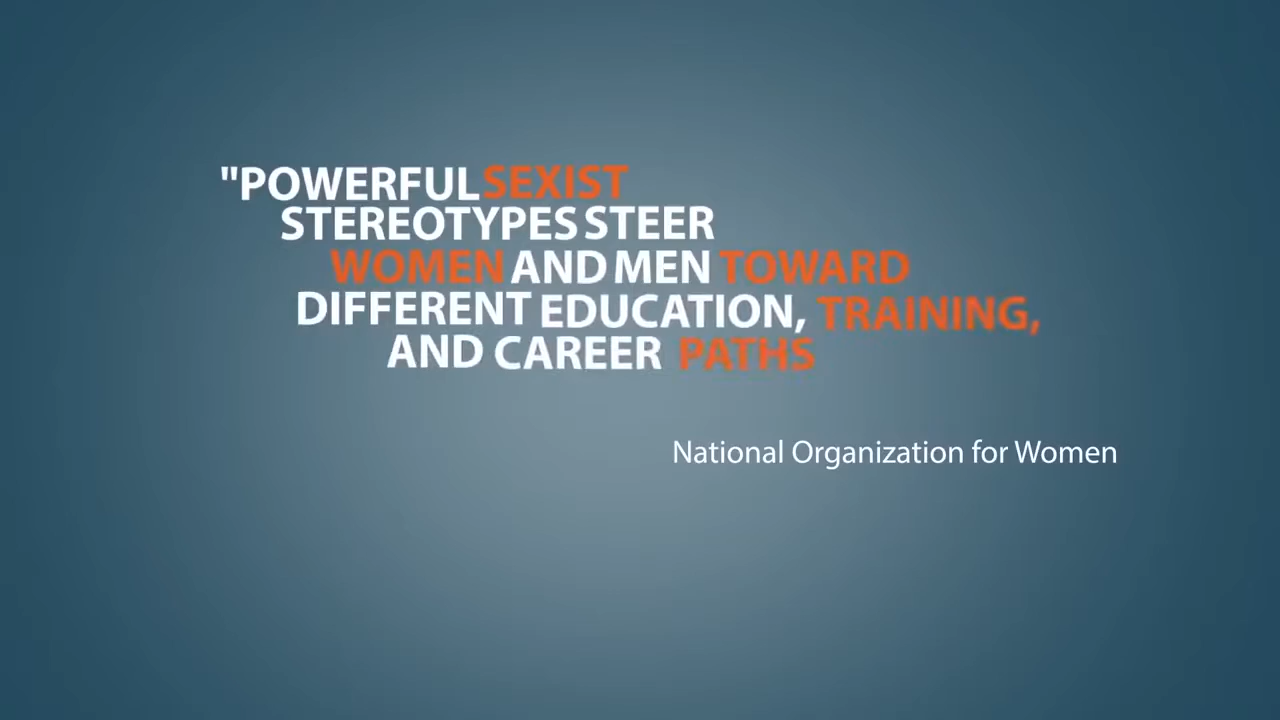 "POWERFUL SEXIST
STEREOTYPES STEER
WOMEN AND MEN TOWARD
DIFFERENT EDUCATION, TRAINING,
AND CAREER PATHS
National Organization for Women